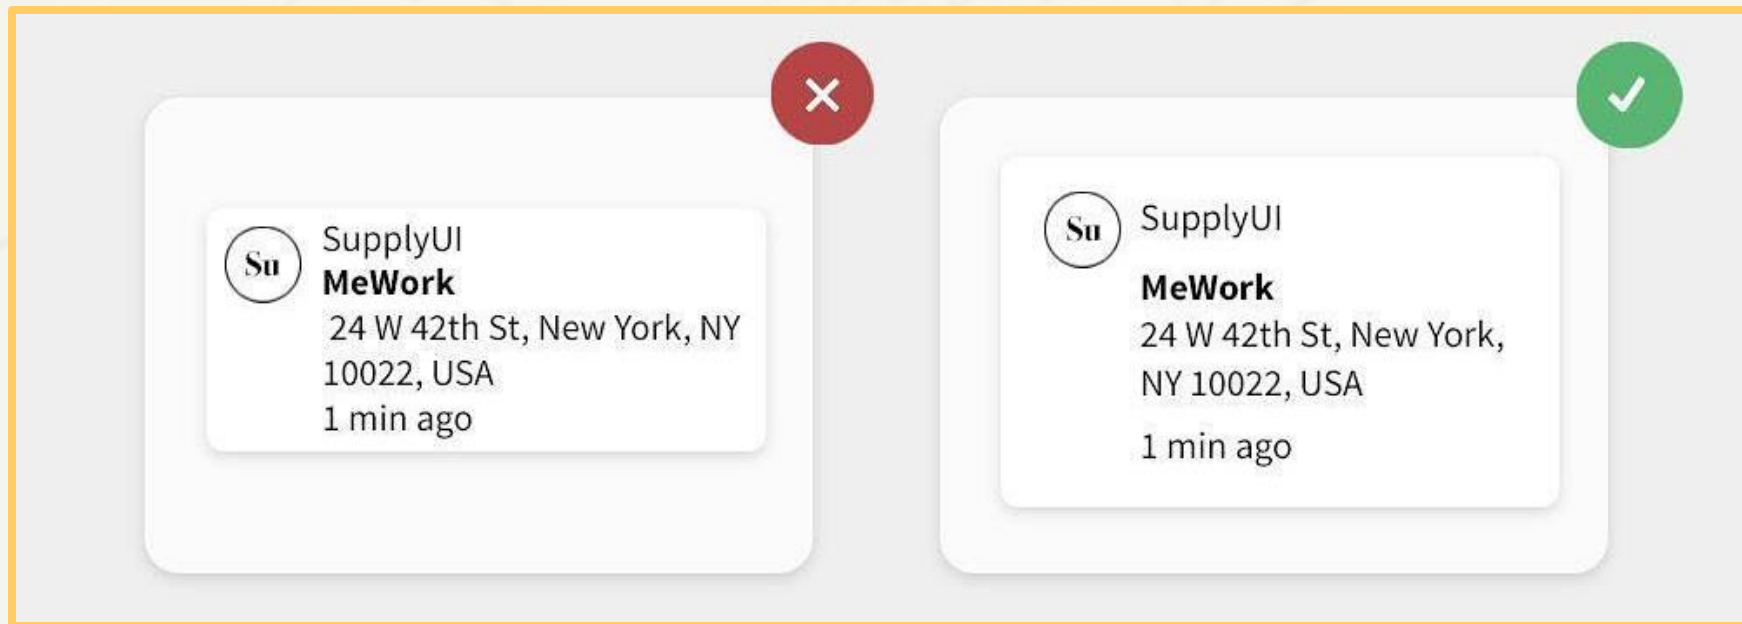 Su
SupplyUI
MeWork
24 W 42th St, New York, NY
10022, USA
1 min ago
Su
SupplyUI
MeWork
24 W 42th St, New York,
NY 10022, USA
1 min ago